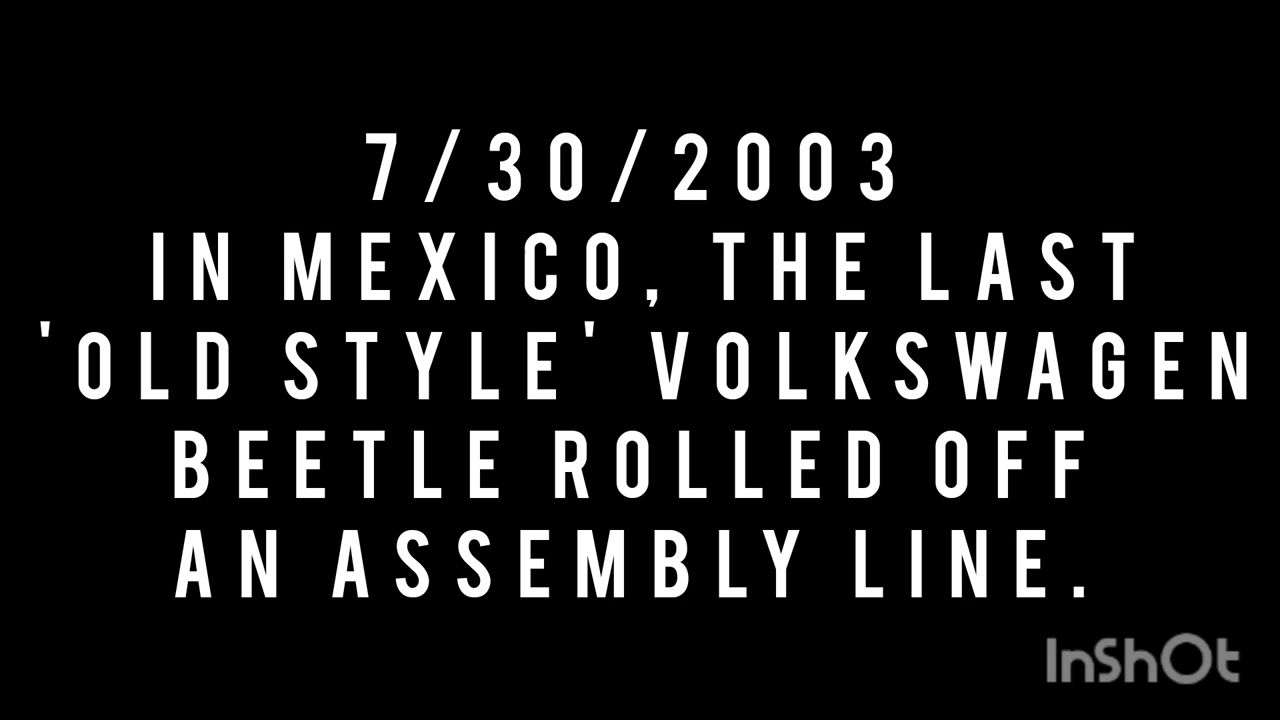 7/30/2003
IN MEXICO, THE LAST
'OLD STYLE' VOLKSWAGEN
BEETLE ROLLED OFF
AN ASSEMBLY LINE.
InShOt